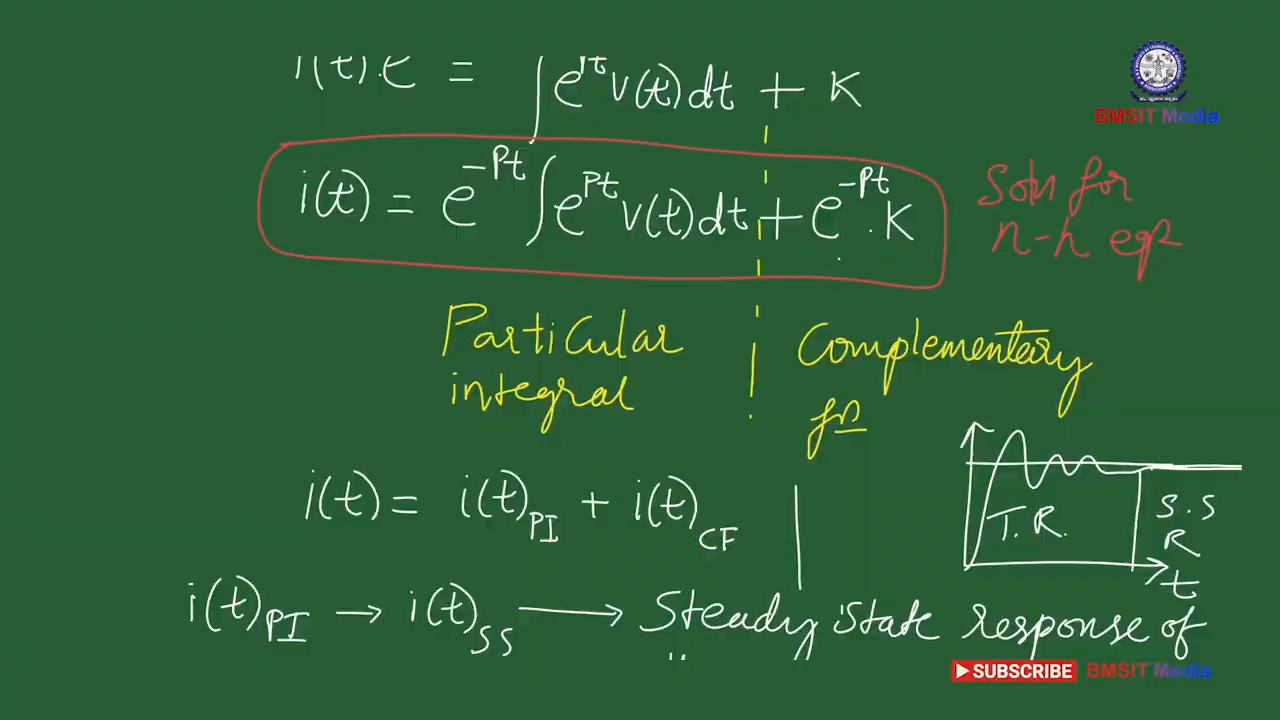 i(t).e = ∫e^{Pt} v(t)dt + K
i(t) = e^{-Pt} ∫e^{Pt} v(t)dt + e^{-Pt}.K
Soln for
n-h eqn
Particular
integral
Complementary
fn
i(t) = i(t)_{PI} + i(t)_{CF}
T.R.
S.S
R
t
i(t)_{PI} → i(t)_{SS} → Steady state response of
BMSIT Media
SUBSCRIBE BMSIT Media